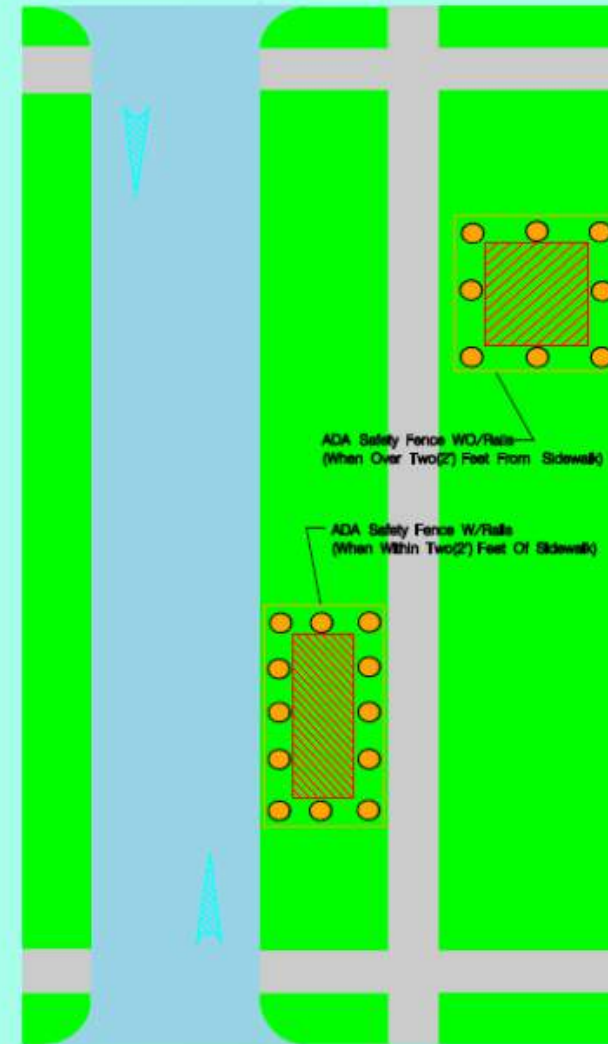 ADA Safety Fence WO/Rails
(When Over Two(2') Feet From Sidewalk)
ADA Safety Fence W/Rails
(When Within Two(2') Feet Of Sidewalk)